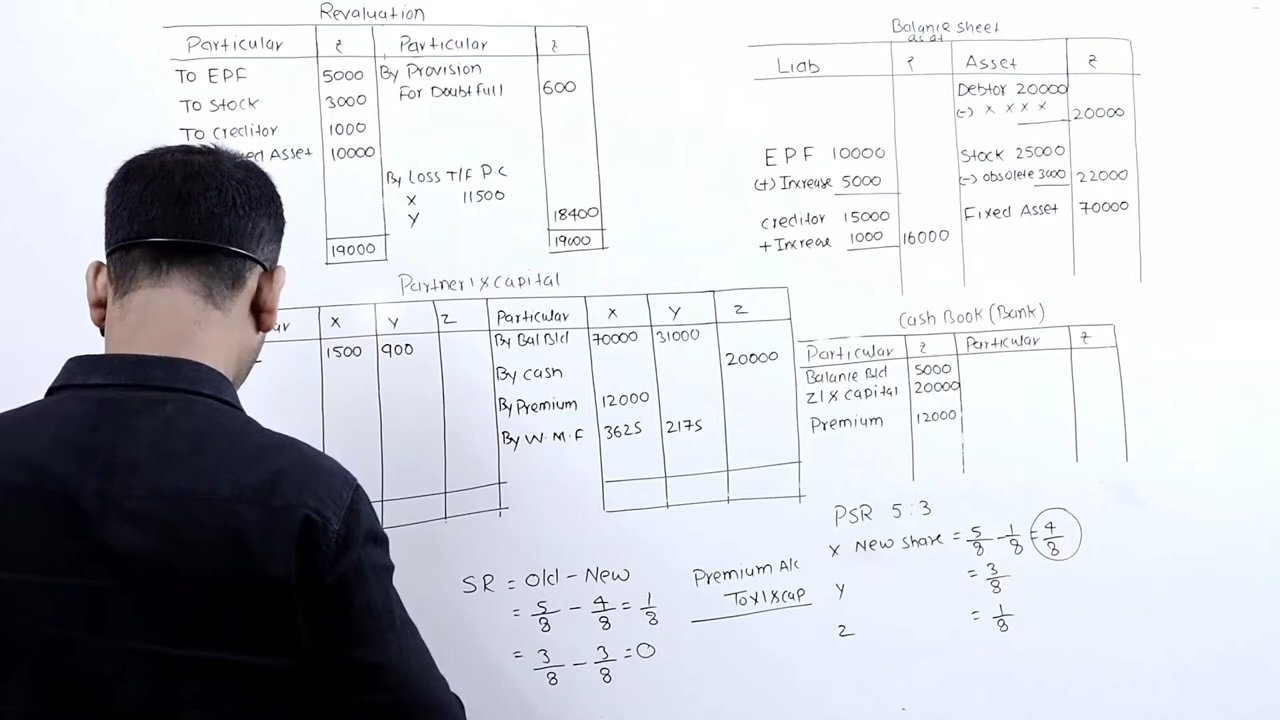 Revaluation
Particular ₹ Particular ₹
To EPF 5000 By Provision
For Doubtfull 600
To Stock 3000
To Creditor 1000
ed Asset 10000
By Loss T/F P.C
X 11500
Y 18400
19000 19000
Partner's capital
ar X Y Z Particular X Y Z
1500 900 By Bal B/d 70000 31000
By cash 20000
By Premium 12000
By W.M.F 3625 2175
Balance sheet
as at
Liab ₹ Asset ₹
Debtor 20000
(-) x x x x 20000
EPF 10000 Stock 25000
(+) Increase 5000 (-) obsolete 3000 22000
creditor 15000 Fixed Asset 70000
+ Increase 1000 16000
Cash Book (Bank)
Particular ₹ Particular ₹
Balance B/d 5000
Z's capital 20000
Premium 12000
SR = Old - New
= 5/8 - 4/8 = 1/8
= 3/8 - 3/8 = 0
Premium A/c
To X's cap
PSR 5:3
X New share = 5/8 - 1/8 = 4/8
Y = 3/8
Z = 1/8